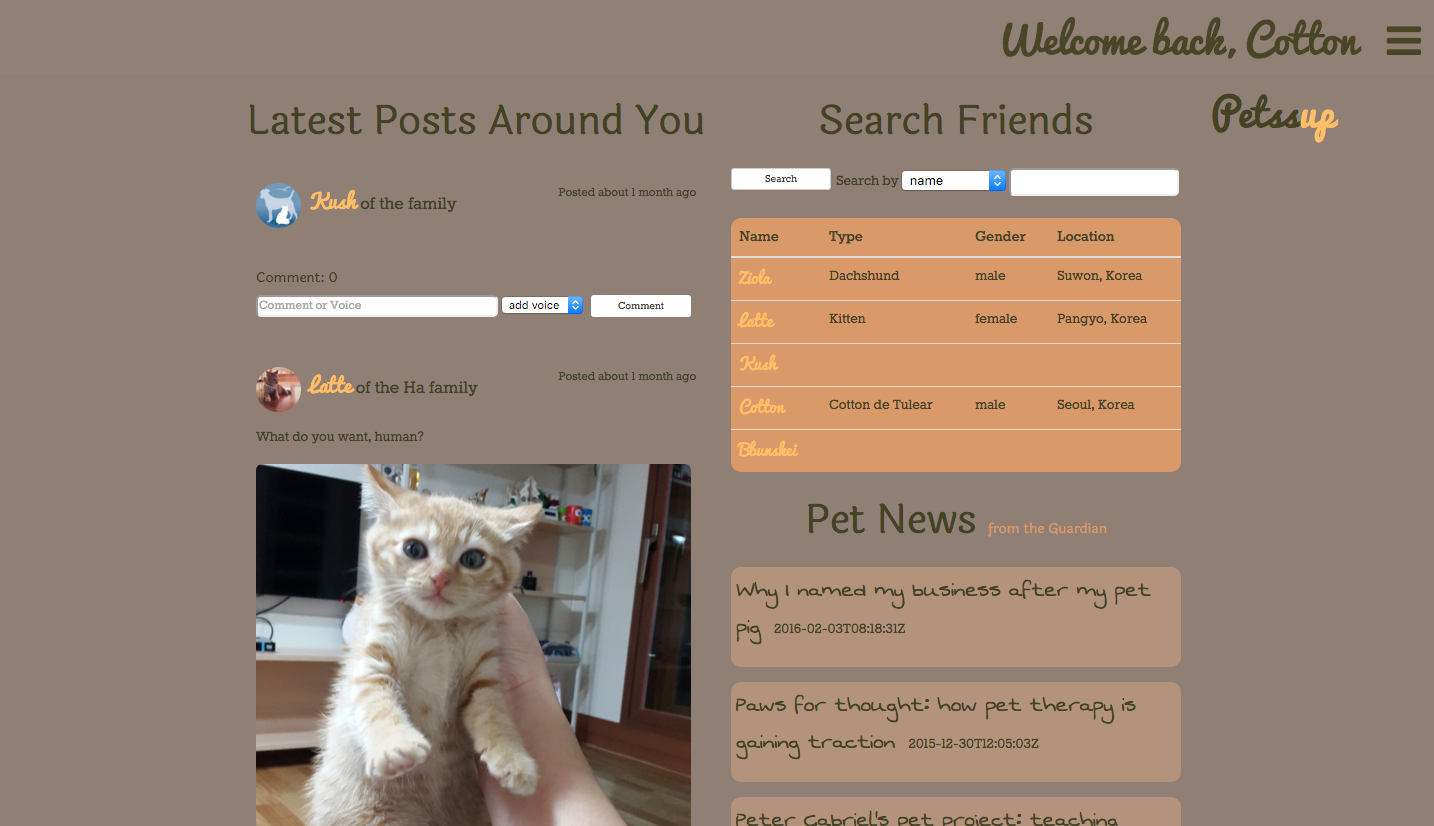 Welcome back, Cotton
Petssup
Latest Posts Around You
Kush of the family
Posted about 1 month ago
Comment: 0
Comment or Voice
add voice
Comment
Latte of the Ha family
Posted about 1 month ago
What do you want, human?
Search Friends
Search
Search by
name
Name Type Gender Location
Ziola Dachshund male Suwon, Korea
Latte Kitten female Pangyo, Korea
Kush
Cotton Cotton de Tulear male Seoul, Korea
Bbunskei
Pet News from the Guardian
Why I named my business after my pet
pig 2016-02-03T08:18:31Z
Paws for thought: how pet therapy is
gaining traction 2015-12-30T12:05:03Z
Peter Gabriel's pet project: teaching